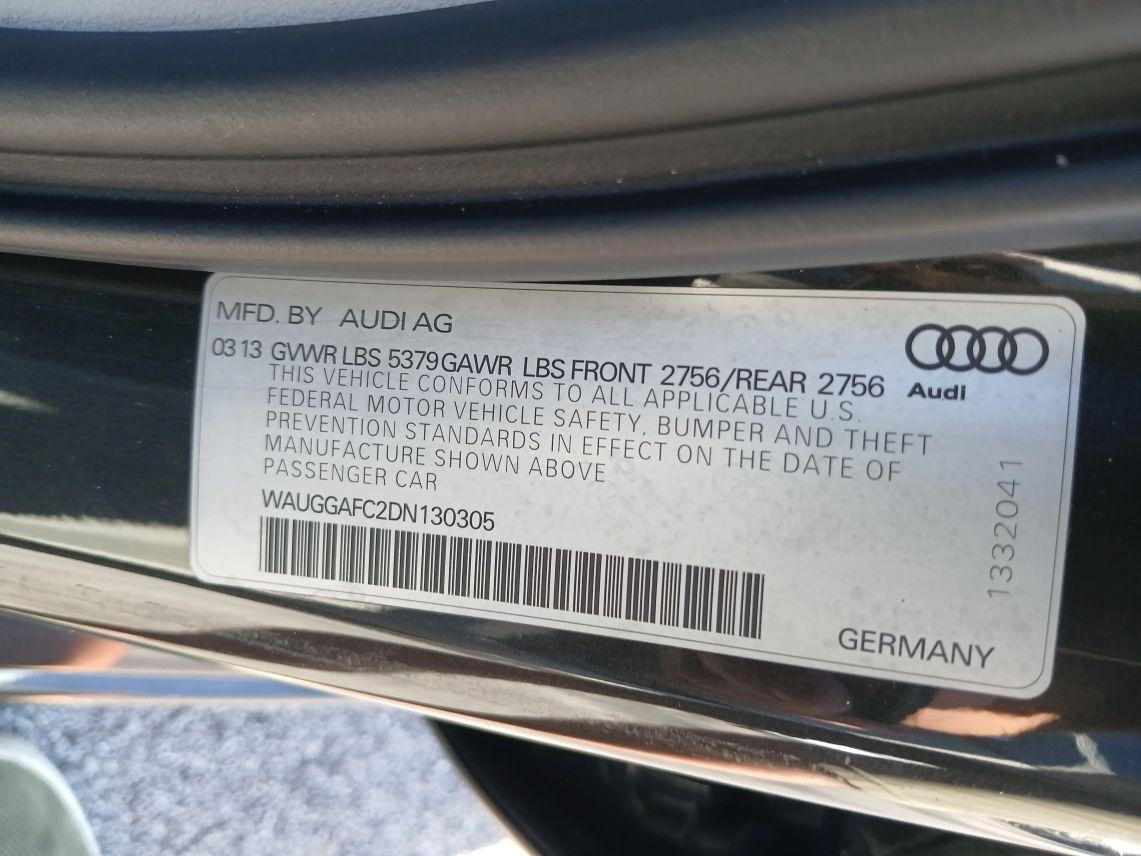 MFD. BY AUDI AG
03 13 GVWR LBS 5379 GAWR LBS FRONT 2756/REAR 2756
Audi
THIS VEHICLE CONFORMS TO ALL APPLICABLE U.S.
FEDERAL MOTOR VEHICLE SAFETY, BUMPER AND THEFT
PREVENTION STANDARDS IN EFFECT ON THE DATE OF
MANUFACTURE SHOWN ABOVE
PASSENGER CAR
WAUGGAFC2DN130305
1332041
GERMANY